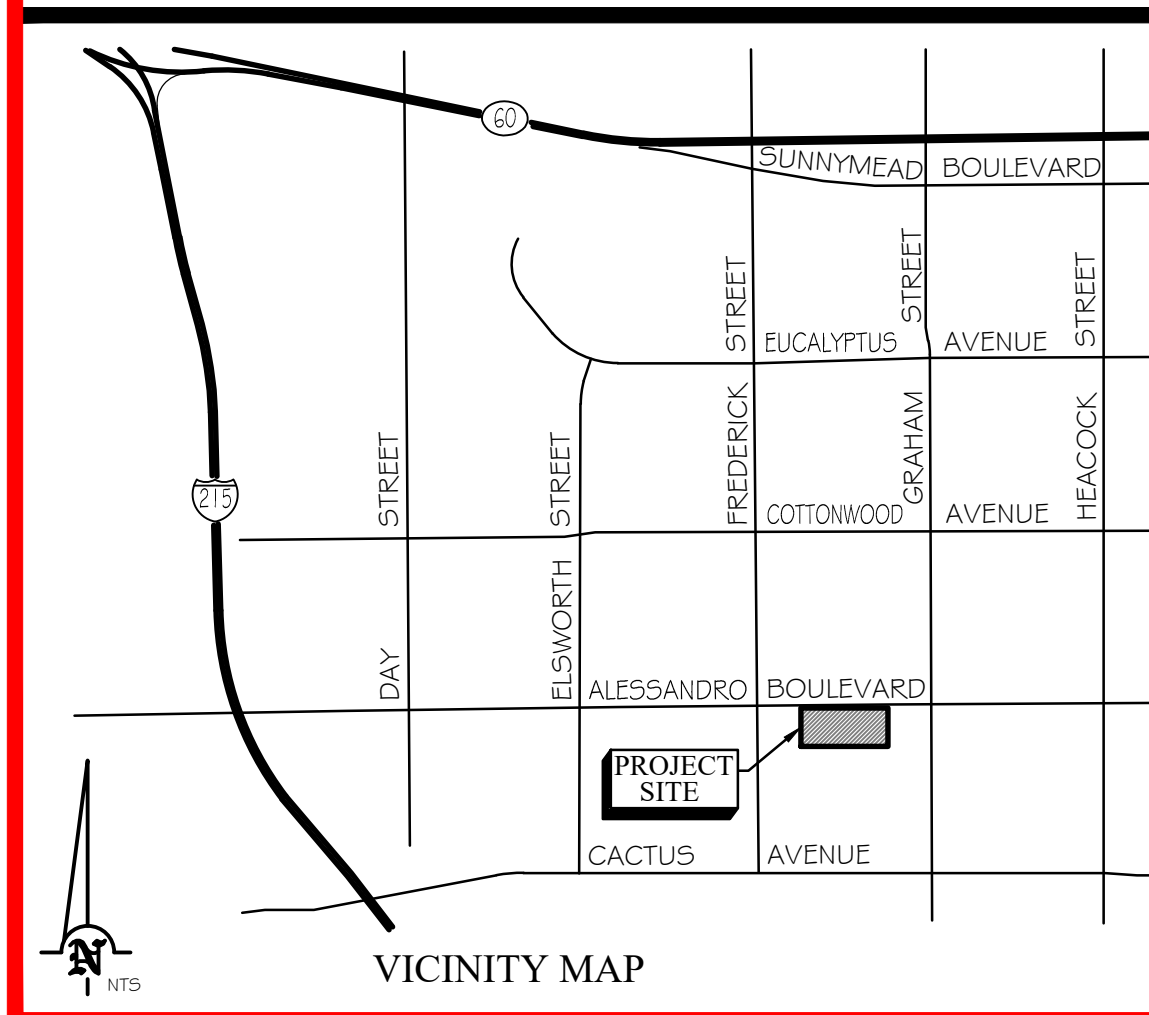 60
SUNNYMEAD BOULEVARD
STREET
STREET
STREET
EUCALYPTUS AVENUE
FREDERICK
GRAHAM
HEACOCK
STREET
STREET
215
COTTONWOOD AVENUE
DAY
ELSWORTH
ALESSANDRO BOULEVARD
PROJECT
SITE
CACTUS AVENUE
N
NTS
VICINITY MAP